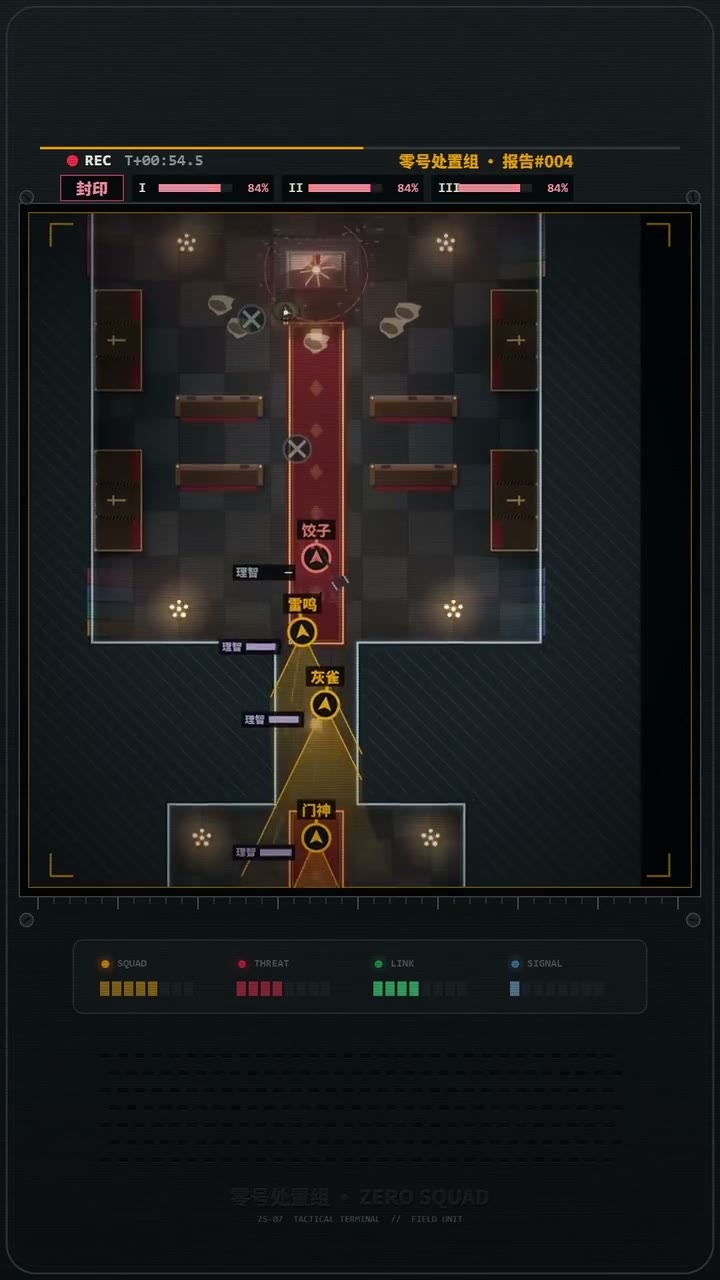 REC T+00:54.5 零号处置组 • 报告#004
封印 I 84% II 84% III 84%
饺子
理智 —
雷鸣
理智
灰雀
理智
门神
理智
SQUAD THREAT LINK SIGNAL
零号处置组 • ZERO SQUAD
ZS-07 TACTICAL TERMINAL // FIELD UNIT